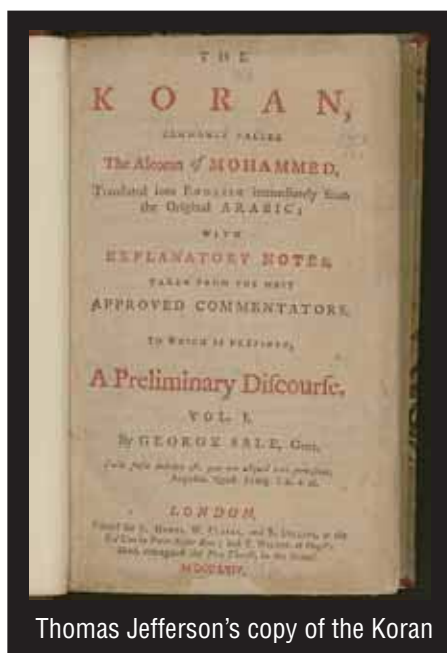 THE
KORAN,
COMMONLY CALLED
The Alcoran of MOHAMMED,
Translated into ENGLISH immediately from
the Original ARABIC;
WITH
EXPLANATORY NOTES,
TAKEN FROM THE MOST
APPROVED COMMENTATORS.
TO WHICH IS PREFIXED,
A Preliminary Diſcourſe.
VOL. I.
By GEORGE SALE, Gent.
LONDON,
MDCCLXIV.
Thomas Jefferson's copy of the Koran